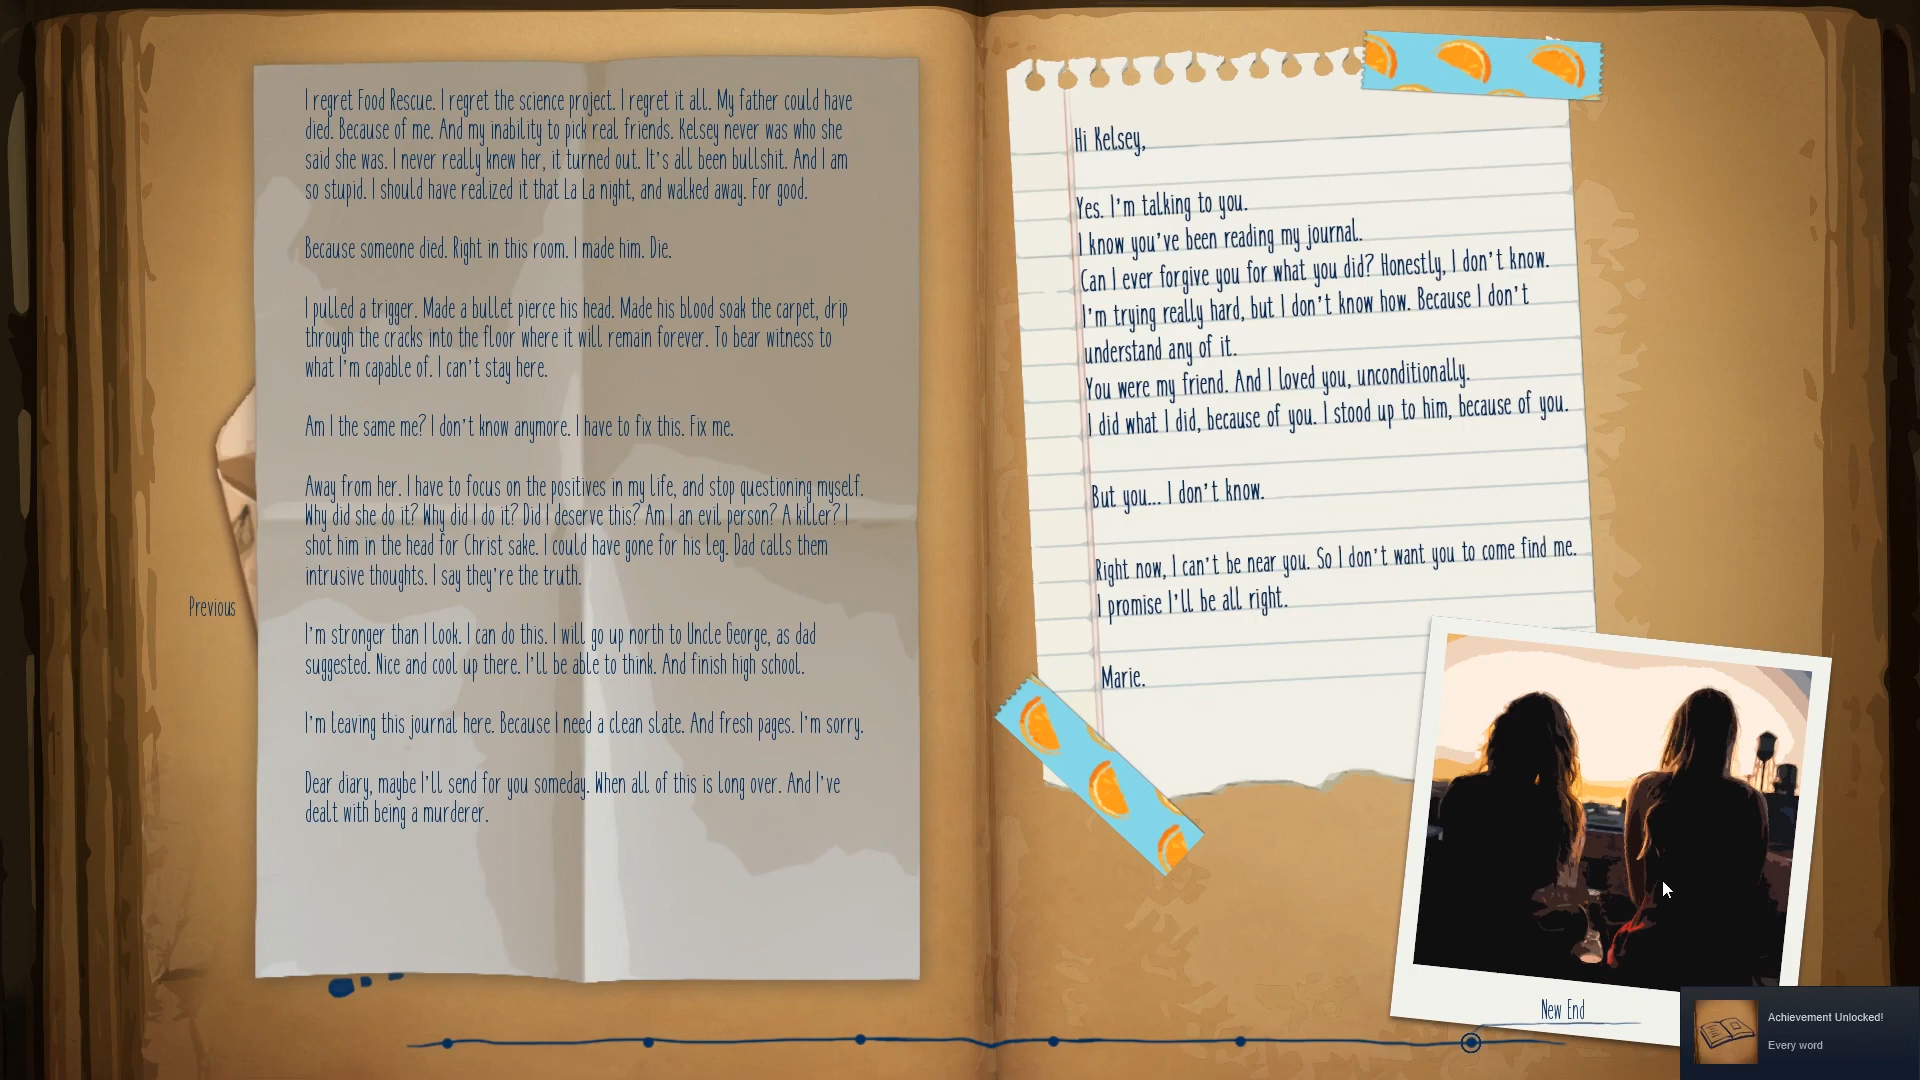 I regret Food Rescue. I regret the science project. I regret it all. My father could have
died. Because of me. And my inability to pick real friends. Kelsey never was who she
said she was. I never really knew her, it turned out. It's all been bullshit. And I am
so stupid. I should have realized it that La La night, and walked away. For good.
Because someone died. Right in this room. I made him. Die.
I pulled a trigger. Made a bullet pierce his head. Made his blood soak the carpet, drip
through the cracks into the floor where it will remain forever. To bear witness to
what I'm capable of. I can't stay here.
Am I the same me? I don't know anymore. I have to fix this. Fix me.
Away from her. I have to focus on the positives in my life, and stop questioning myself.
Why did she do it? Why did I do it? Did I deserve this? Am I an evil person? A killer? I
shot him in the head for Christ sake. I could have gone for his leg. Dad calls them
intrusive thoughts. I say they're the truth.
I'm stronger than I look. I can do this. I will go up north to Uncle George, as dad
suggested. Nice and cool up there. I'll be able to think. And finish high school.
I'm leaving this journal here. Because I need a clean slate. And fresh pages. I'm sorry.
Dear diary, maybe I'll send for you someday. When all of this is long over. And I've
dealt with being a murderer.
Previous
Hi Kelsey,
Yes. I'm talking to you.
I know you've been reading my journal.
Can I ever forgive you for what you did? Honestly, I don't know.
I'm trying really hard, but I don't know how. Because I don't
understand any of it.
You were my friend. And I loved you, unconditionally.
I did what I did, because of you. I stood up to him, because of you.
But you... I don't know.
Right now, I can't be near you. So I don't want you to come find me.
I promise I'll be all right.
Marie.
New End
Achievement Unlocked!
Every word